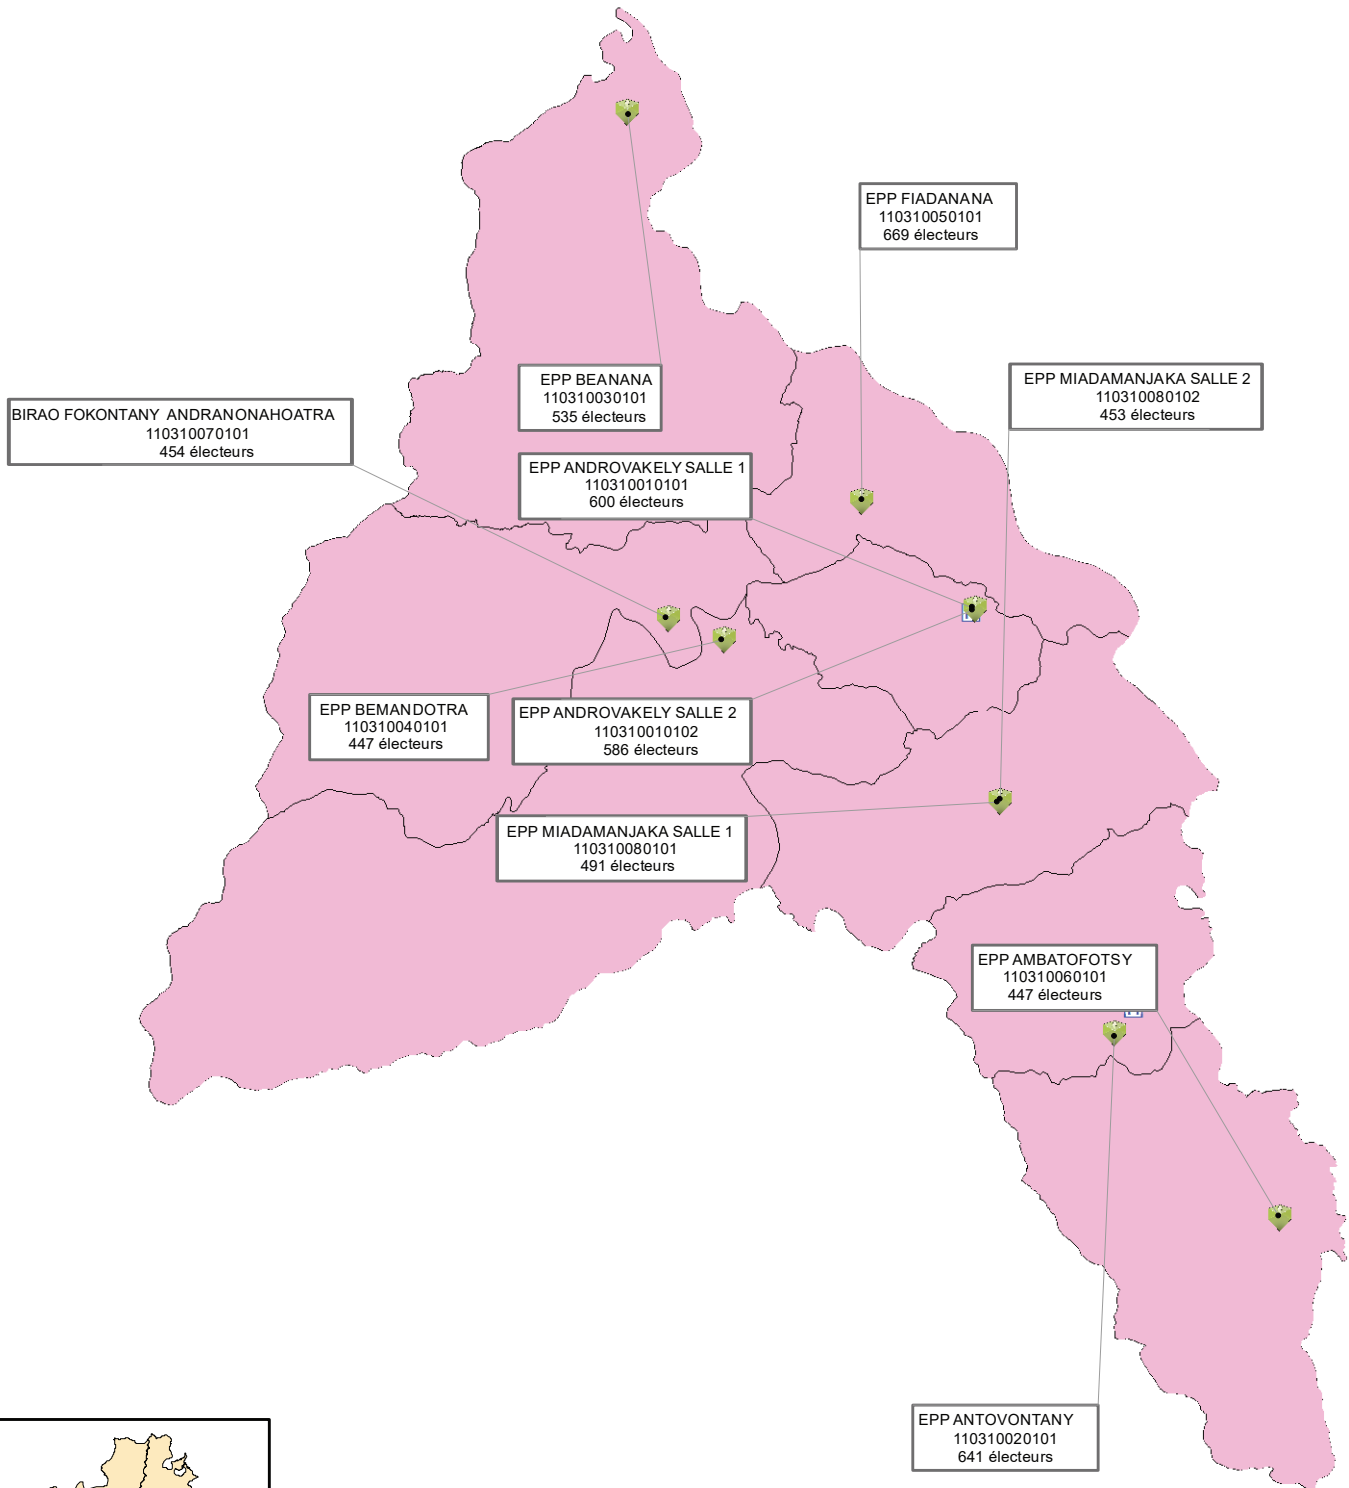 EPP FIADANANA
110310050101
669 électeurs
EPP BEANANA
110310030101
535 électeurs
EPP MIADAMANJAKA SALLE 2
110310080102
453 électeurs
BIRAO FOKONTANY ANDRANONAHOATRA
110310070101
454 électeurs
EPP ANDROVAKELY SALLE 1
110310010101
600 électeurs
EPP BEMANDOTRA
110310040101
447 électeurs
EPP ANDROVAKELY SALLE 2
110310010102
586 électeurs
EPP MIADAMANJAKA SALLE 1
110310080101
491 électeurs
EPP AMBATOFOTSY
110310060101
447 électeurs
EPP ANTOVONTANY
110310020101
641 électeurs